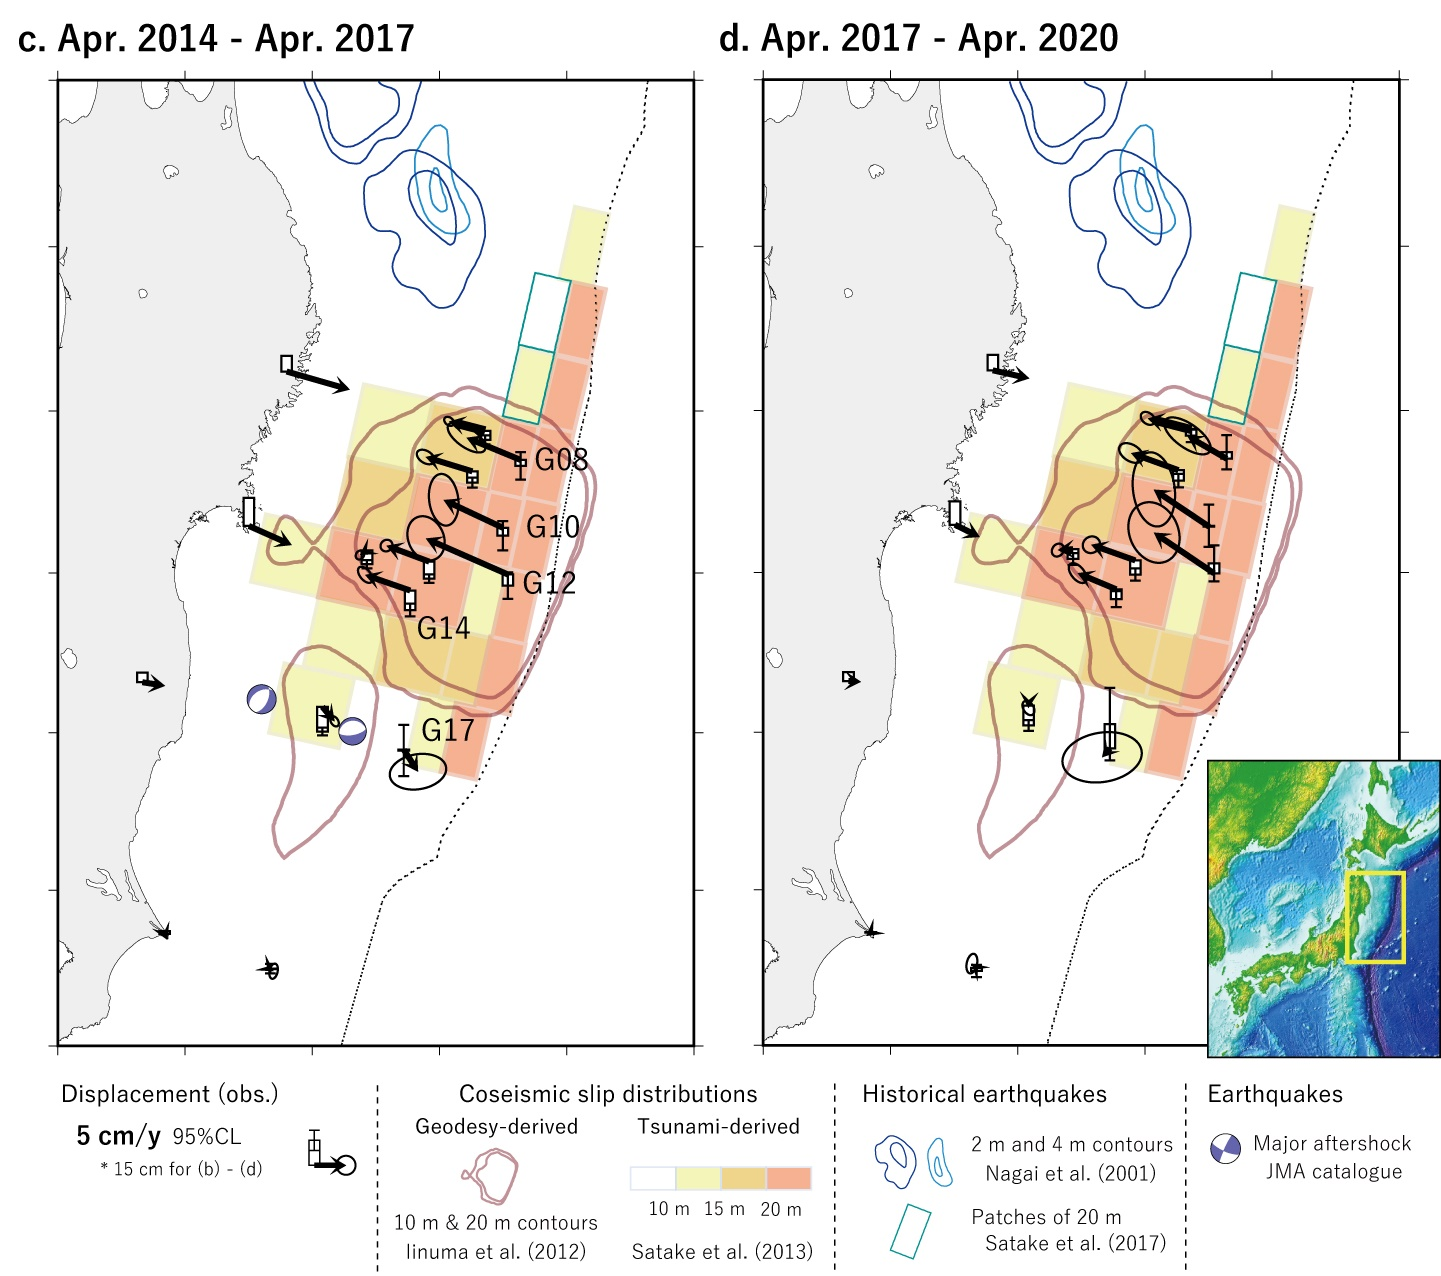 c. Apr. 2014 - Apr. 2017
d. Apr. 2017 - Apr. 2020
G08
G10
G12
G14
G17
Displacement (obs.)
5 cm/y 95%CL
* 15 cm for (b) - (d)
Coseismic slip distributions
Geodesy-derived
10 m & 20 m contours
Iinuma et al. (2012)
Tsunami-derived
10 m 15 m 20 m
Satake et al. (2013)
Historical earthquakes
2 m and 4 m contours
Nagai et al. (2001)
Patches of 20 m
Satake et al. (2017)
Earthquakes
Major aftershock
JMA catalogue